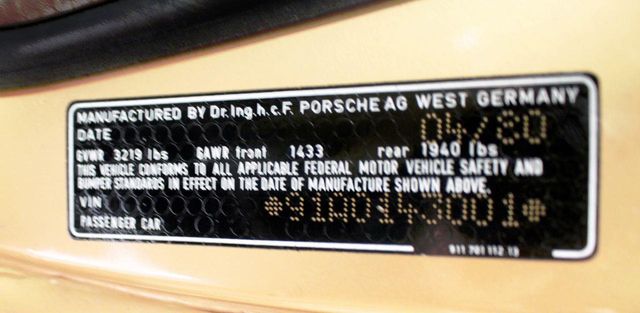 MANUFACTURED BY Dr.Ing.h.c.F. PORSCHE AG WEST GERMANY
DATE 04/80
GVWR 3219 lbs GAWR front 1433 rear 1940 lbs
THIS VEHICLE CONFORMS TO ALL APPLICABLE FEDERAL MOTOR VEHICLE SAFETY AND
BUMPER STANDARDS IN EFFECT ON THE DATE OF MANUFACTURE SHOWN ABOVE.
VIN *91A0143001*
PASSENGER CAR
911 701 112 13